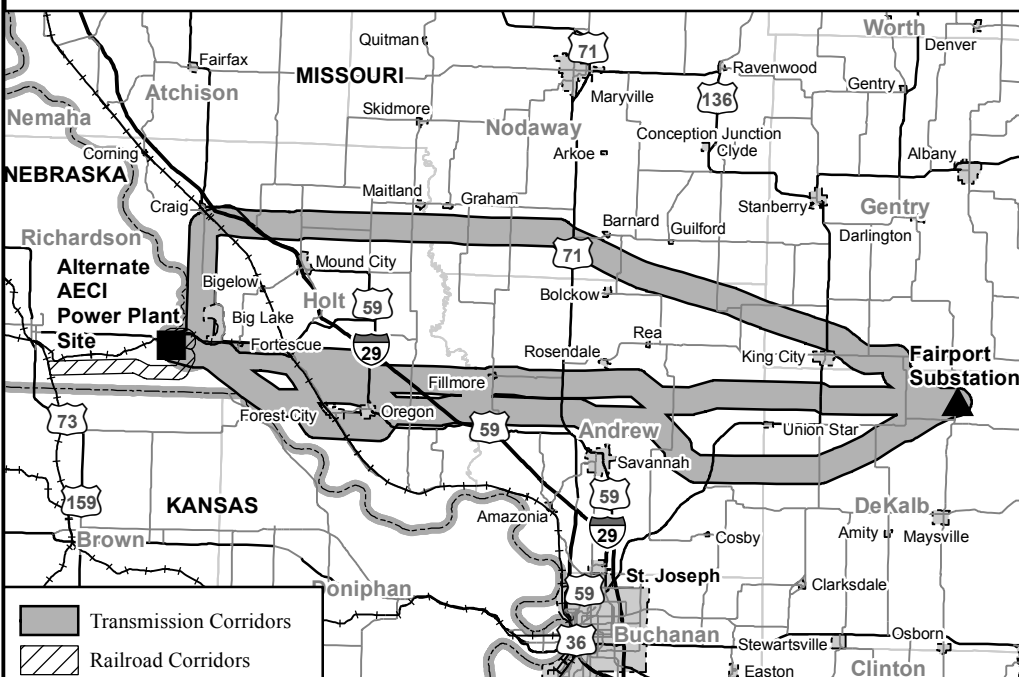 Worth
Denver
Quitman
71
Fairfax
MISSOURI
Ravenwood
Atchison
Maryville
136
Gentry
Nemaha
Skidmore
Nodaway
Conception Junction
Clyde
Corning
Arkoe
Albany
NEBRASKA
Maitland
Graham
Craig
Stanberry
Gentry
Barnard
Guilford
Darlington
Richardson
71
Alternate
AECI
Power Plant
Site
Mound City
Bigelow
Holt
59
Bolckow
Big Lake
Fortescue
29
Rea
Rosendale
King City
Fairport
Substation
Fillmore
Forest City
Oregon
73
59
Andrew
Union Star
Savannah
159
KANSAS
59
DeKalb
Amazonia
29
Cosby
Amity
Maysville
Brown
Doniphan
St. Joseph
59
Clarksdale
36
Buchanan
Stewartsville
Osborn
Easton
Clinton
Transmission Corridors
Railroad Corridors